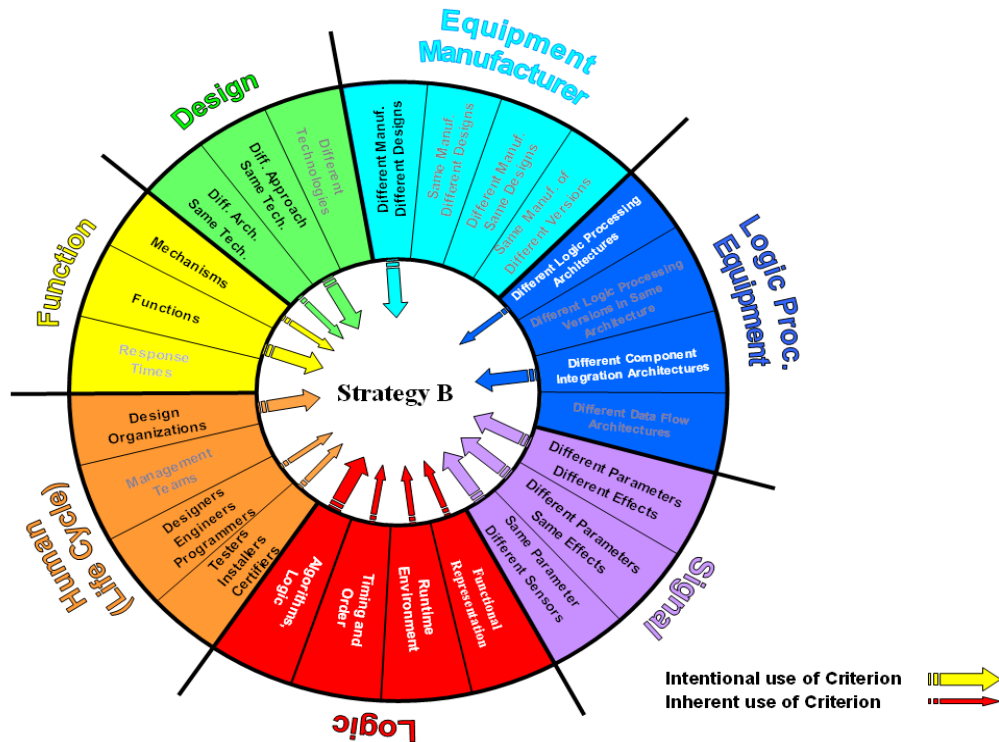 Equipment
Manufacturer
Different Manuf.
Different Designs
Same Manuf.
Different Designs
Different Manuf.
Same Designs
Same Manuf. of
Different Versions
Logic Proc.
Equipment
Different Logic Processing
Architectures
Different Logic Processing
Versions in Same
Architecture
Different Component
Integration Architectures
Different Data Flow
Architectures
Signal
Different Parameters
Different Effects
Different Parameters
Same Effects
Same Parameter
Different Sensors
Logic
Functional
Representation
Runtime
Environment
Timing and
Order
Algorithms,
Logic
Human
(Life Cycle)
Testers
Installers
Certifiers
Designers
Engineers
Programmers
Management
Teams
Design
Organizations
Function
Response
Times
Functions
Mechanisms
Design
Diff. Arch.
Same Tech.
Diff. Approach
Same Tech.
Different
Technologies
Strategy B
Intentional use of Criterion
Inherent use of Criterion